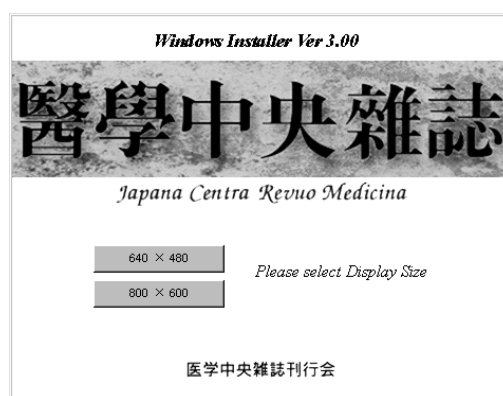 Windows Installer Ver 3.00
醫學中央雜誌
Japana Centra Revuo Medicina
640 × 480
Please select Display Size
800 × 600
医学中央雑誌刊行会